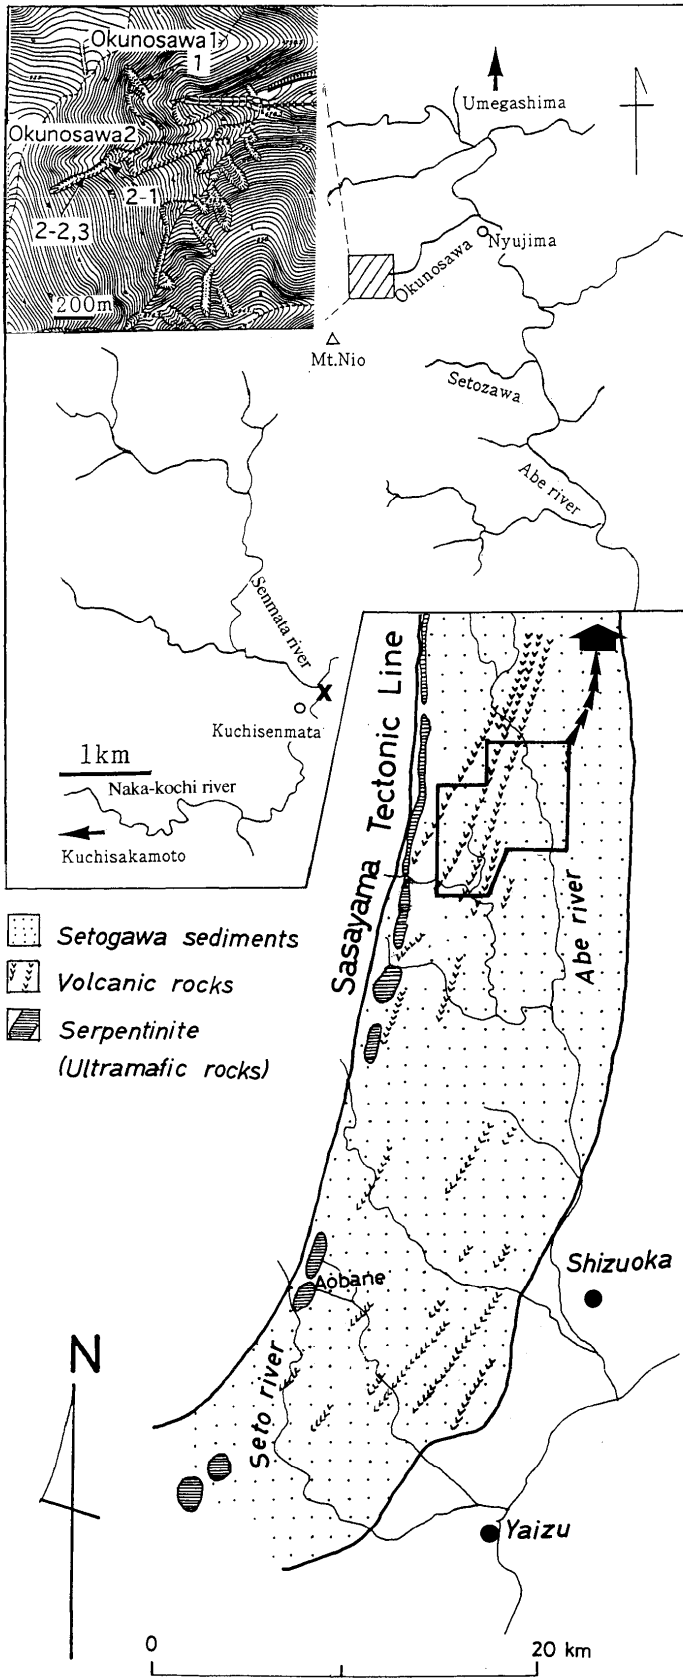 Okunosawa1
1
Okunosawa2
2-1
2-2,3
200m
Umegashima
Nyujima
Okunosawa
Mt.Nio
Setozawa
Abe river
Senmata river
X
Kuchisenmata
1km
Naka-kochi river
Kuchisakamoto
Sasayama Tectonic Line
Abe river
Setogawa sediments
Volcanic rocks
Serpentinite
(Ultramafic rocks)
Aobane
Shizuoka
Seto river
N
Yaizu
0
20 km